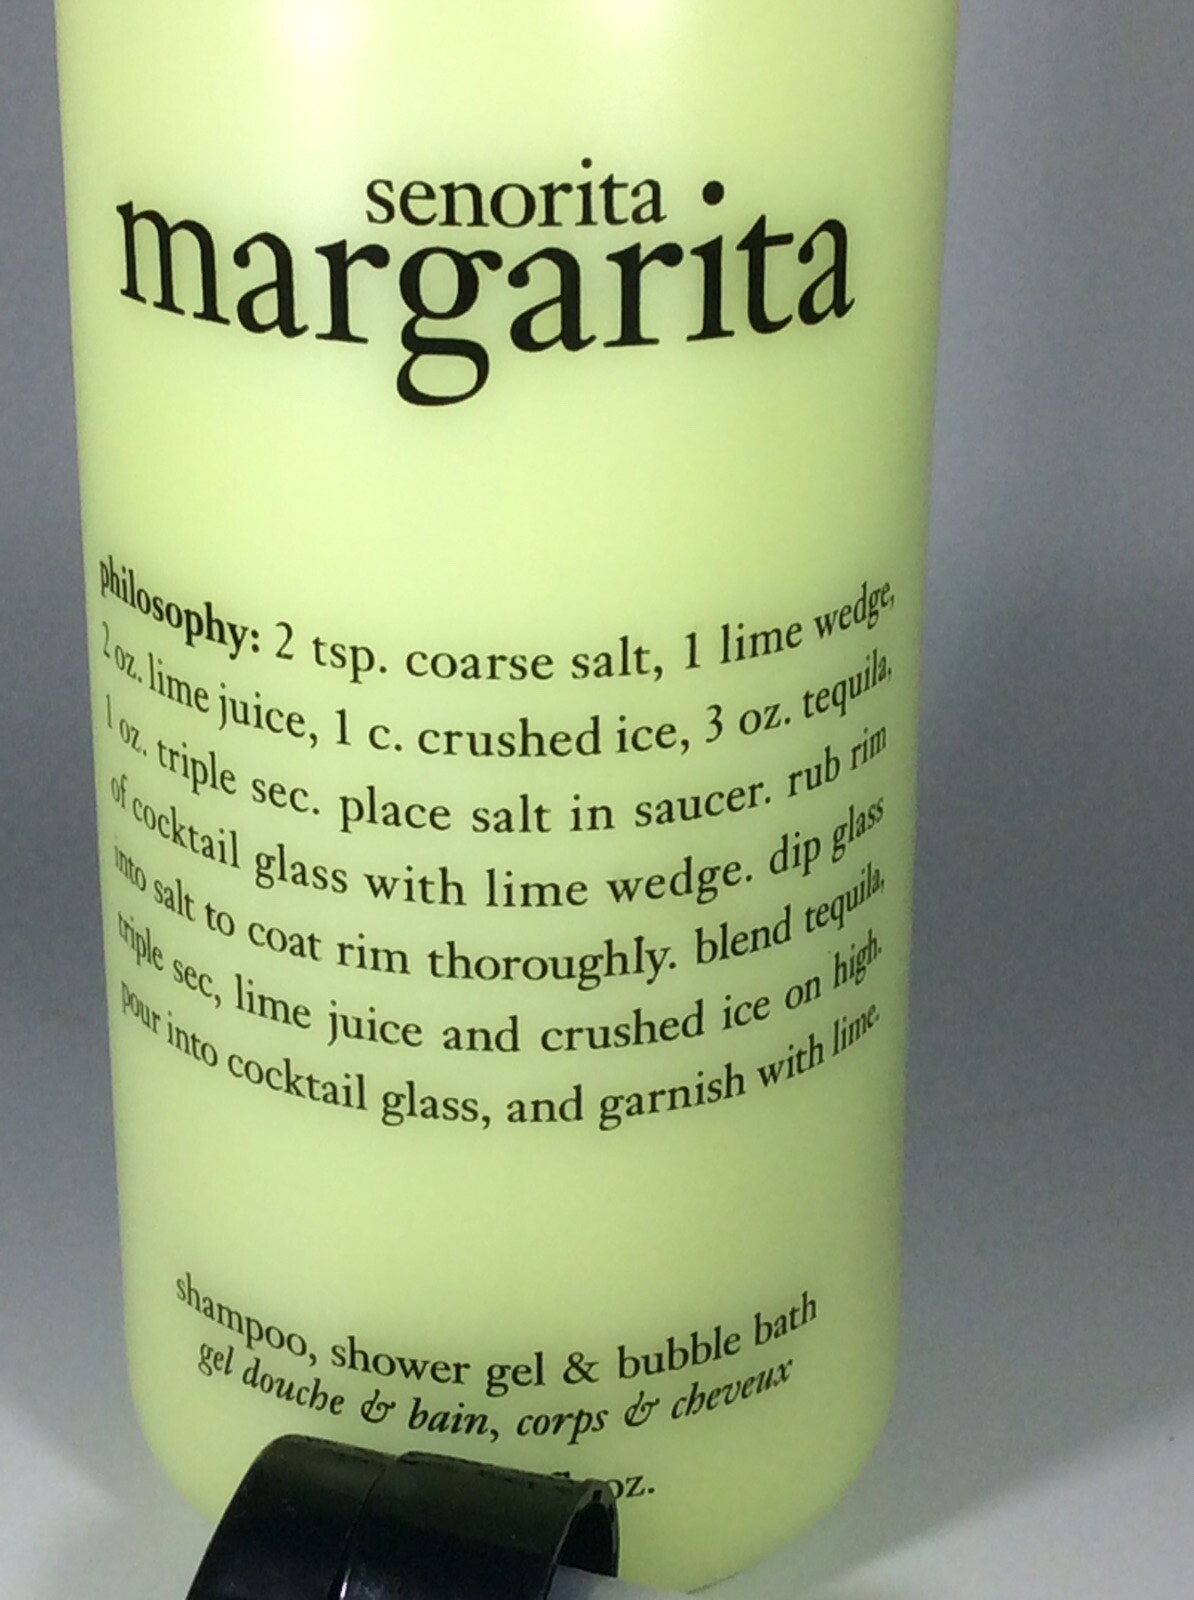 senorita
margarita
philosophy: 2 tsp. coarse salt, 1 lime wedge,
2 oz. lime juice, 1 c. crushed ice, 3 oz. tequila,
1 oz. triple sec. place salt in saucer. rub rim
of cocktail glass with lime wedge. dip glass
into salt to coat rim thoroughly. blend tequila,
triple sec, lime juice and crushed ice on high.
pour into cocktail glass, and garnish with lime.
shampoo, shower gel & bubble bath
gel douche & bain, corps & cheveux
oz.